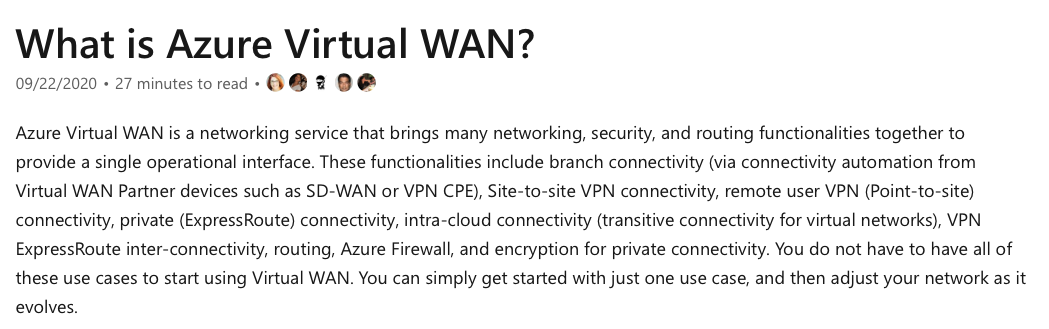 What is Azure Virtual WAN?
09/22/2020 • 27 minutes to read •
Azure Virtual WAN is a networking service that brings many networking, security, and routing functionalities together to
provide a single operational interface. These functionalities include branch connectivity (via connectivity automation from
Virtual WAN Partner devices such as SD-WAN or VPN CPE), Site-to-site VPN connectivity, remote user VPN (Point-to-site)
connectivity, private (ExpressRoute) connectivity, intra-cloud connectivity (transitive connectivity for virtual networks), VPN
ExpressRoute inter-connectivity, routing, Azure Firewall, and encryption for private connectivity. You do not have to have all of
these use cases to start using Virtual WAN. You can simply get started with just one use case, and then adjust your network as it
evolves.